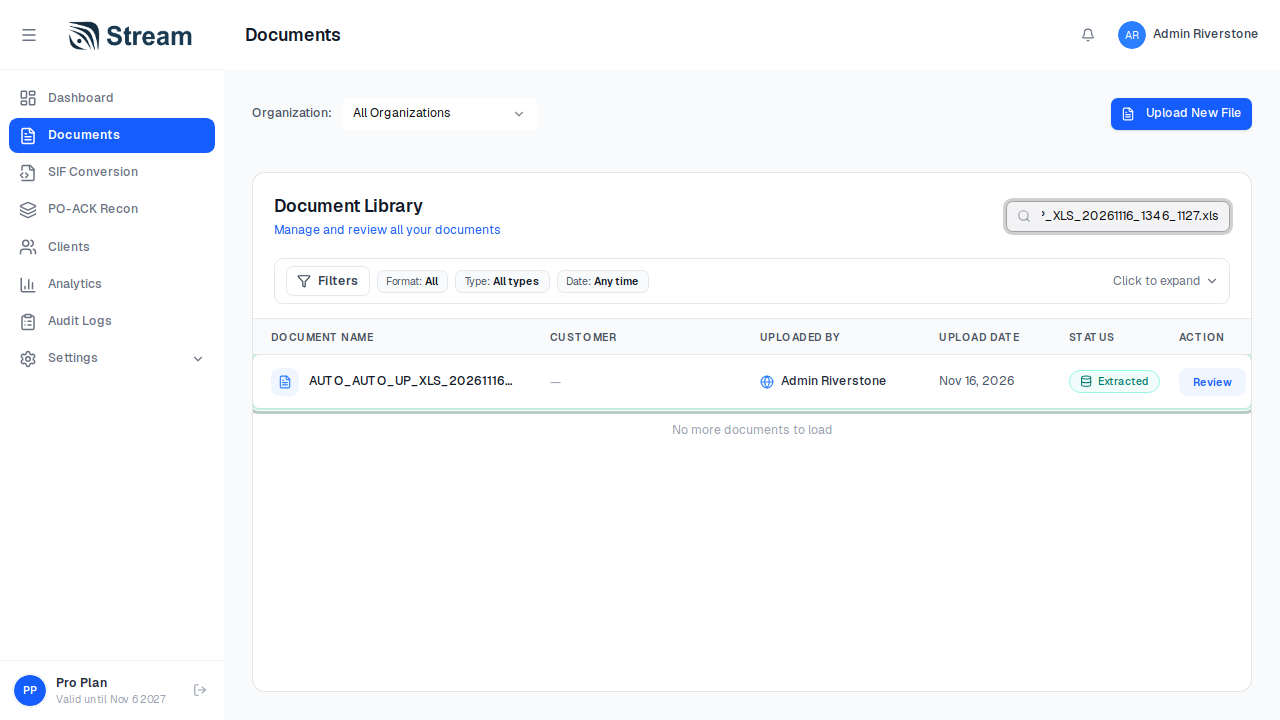 Stream
Documents
AR
Admin Riverstone
Dashboard
Documents
SIF Conversion
PO-ACK Recon
Clients
Analytics
Audit Logs
Settings
Organization:
All Organizations
Upload New File
Document Library
Manage and review all your documents
_XLS_20261116_1346_1127.xls
Filters
Format: All
Type: All types
Date: Any time
Click to expand
DOCUMENT NAME
CUSTOMER
UPLOADED BY
UPLOAD DATE
STATUS
ACTION
AUTO_AUTO_UP_XLS_20261116...
—
Admin Riverstone
Nov 16, 2026
Extracted
Review
No more documents to load
PP
Pro Plan
Valid until Nov 6 2027